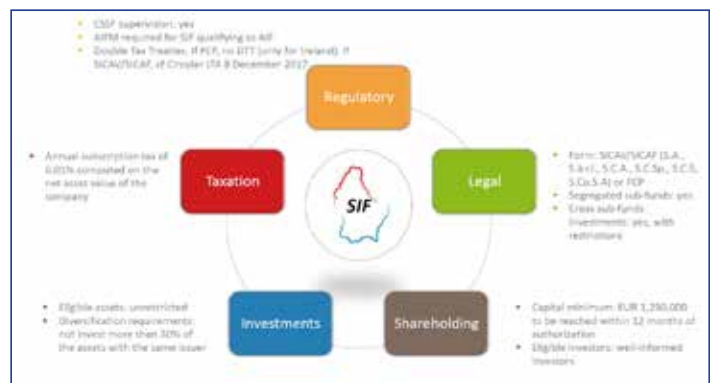 • CSSF supervision: yes
• AIFM required for SIF qualifying as AIF
• Double Tax Treaties: if FCP, no DTT (only for Ireland). If
SICAV/SICAF, cf Circular LTA 8 December 2017
Regulatory
• Annual subscription tax of
0.01% computed on the
net asset value of the
company
Taxation
SIF
Legal
• Form: SICAV/SICAF (S.A.,
S.à r.l., S.C.A., S.C.Sp., S.C.S,
S.Co.S.A) or FCP
• Segregated sub-funds: yes
• Cross sub-funds
investments: yes, with
restrictions
• Eligible assets: unrestricted
• Diversification requirements:
not invest more than 30%
of the assets with the same issuer
Investments
Shareholding
• Capital minimum: EUR 1,250,000
to be reached within 12 months of
authorization
• Eligible investors: well-informed
investors